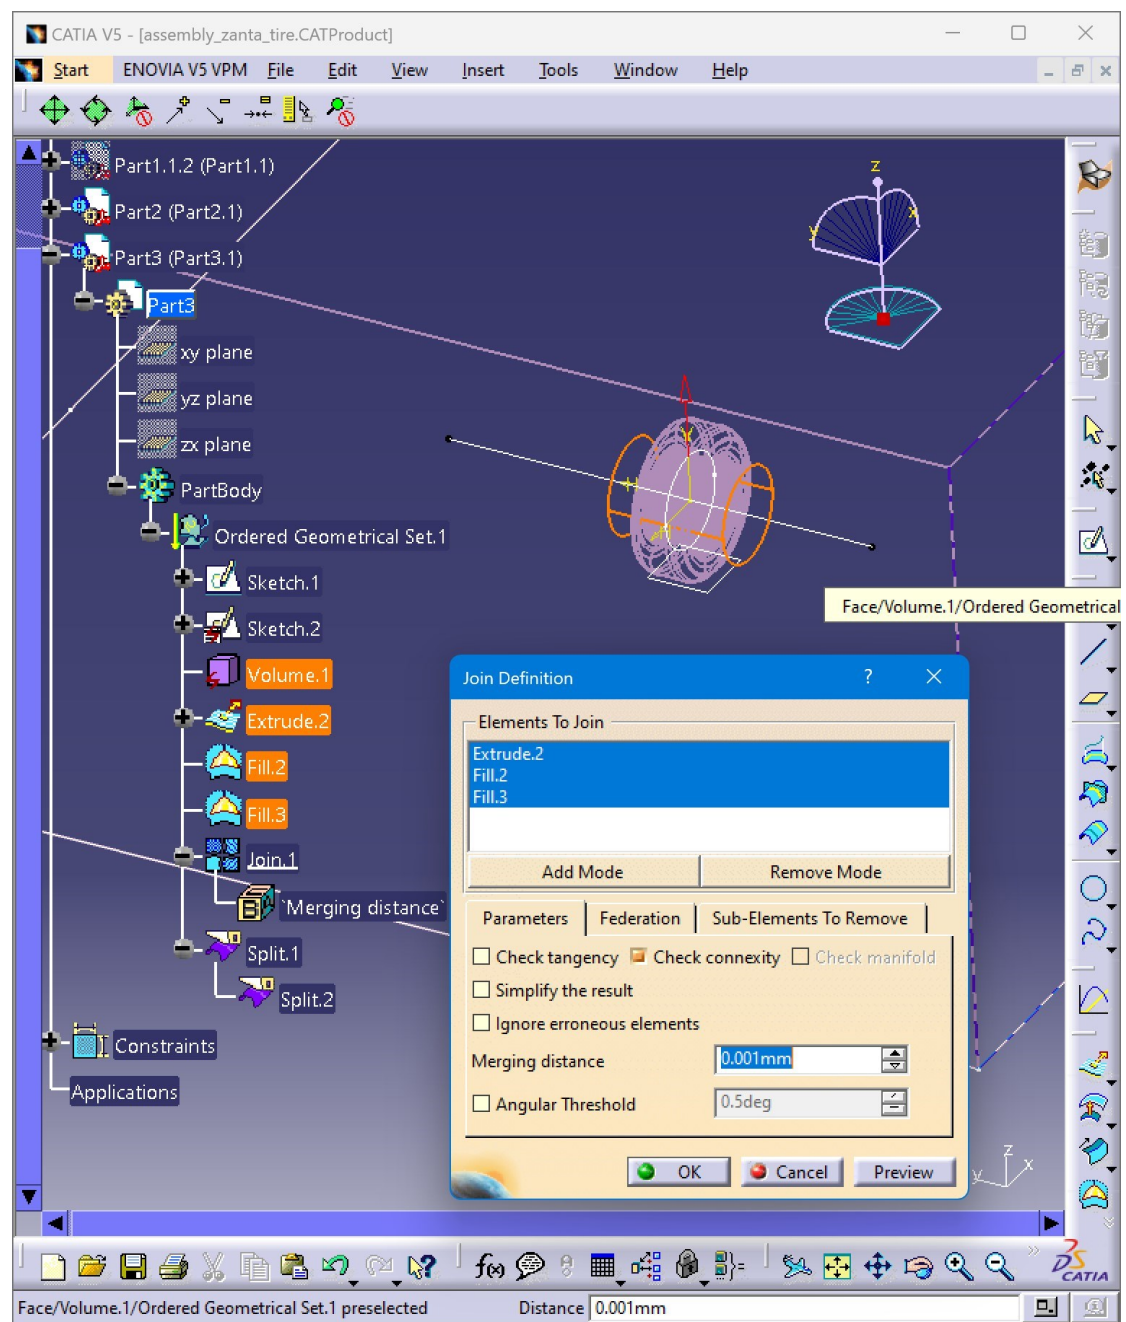 CATIA V5 - [assembly_zanta_tire.CATProduct]
Start ENOVIA V5 VPM File Edit View Insert Tools Window Help
Part1.1.2 (Part1.1)
Part2 (Part2.1)
Part3 (Part3.1)
Part3
xy plane
yz plane
zx plane
PartBody
Ordered Geometrical Set.1
Sketch.1
Sketch.2
Volume.1
Extrude.2
Fill.2
Fill.3
Join.1
`Merging distance`
Split.1
Split.2
Constraints
Applications
z
x
y
Y
H
Face/Volume.1/Ordered Geometrical
Join Definition ?
Elements To Join
Extrude.2
Fill.2
Fill.3
Add Mode Remove Mode
Parameters Federation Sub-Elements To Remove
Check tangency Check connexity Check manifold
Simplify the result
Ignore erroneous elements
Merging distance 0.001mm
Angular Threshold 0.5deg
OK Cancel Preview
z
x
y
f(x)
CATIA
Face/Volume.1/Ordered Geometrical Set.1 preselected Distance 0.001mm